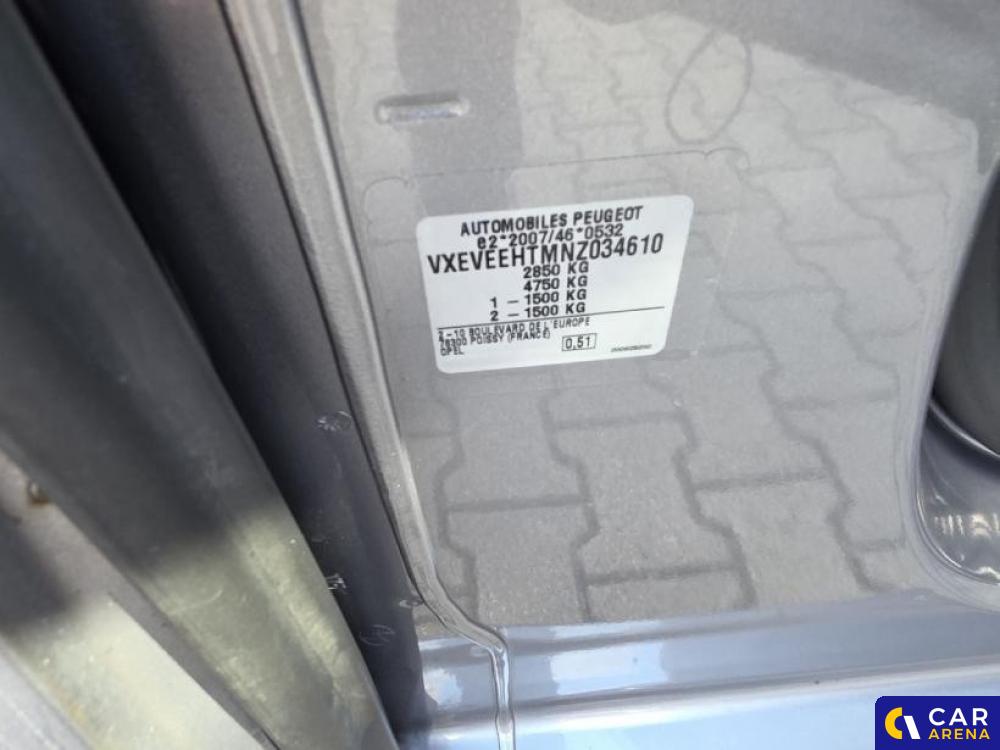 AUTOMOBILES PEUGEOT
e2*2007/46*0532
VXEVEEHTMNZ034610
2850 KG
4750 KG
1 - 1500 KG
2 - 1500 KG
2-10 BOULEVARD DE L'EUROPE
78300 POISSY (FRANCE)
OPEL
0,51
CAR
ARENA